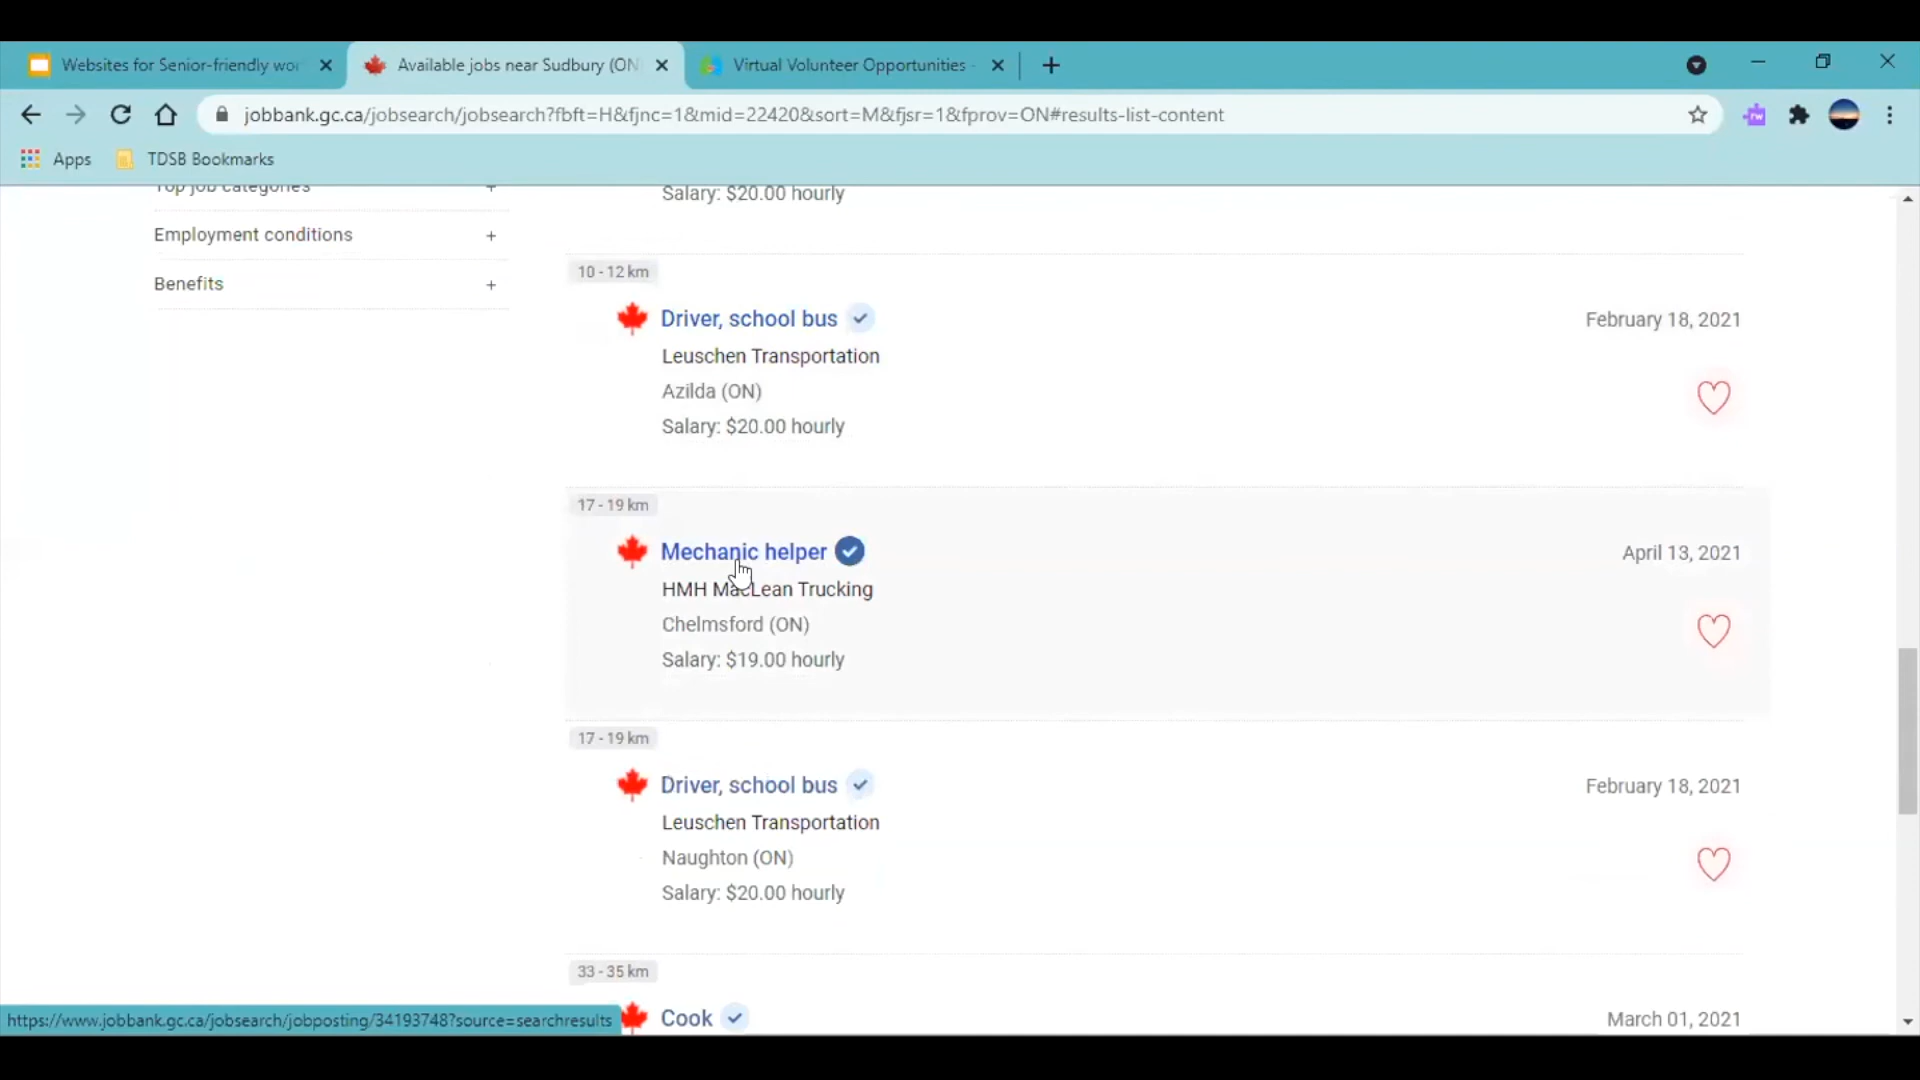 Websites for Senior-friendly wor
Available jobs near Sudbury (ON
Virtual Volunteer Opportunities -
jobbank.gc.ca/jobsearch/jobsearch?fbft=H&fjnc=1&mid=22420&sort=M&fjsr=1&fprov=ON#results-list-content
Apps
TDSB Bookmarks
Top job categories +
Employment conditions +
Benefits +
Salary: $20.00 hourly
10 - 12 km
Driver, school bus
February 18, 2021
Leuschen Transportation
Azilda (ON)
Salary: $20.00 hourly
17 - 19 km
Mechanic helper
April 13, 2021
HMH MacLean Trucking
Chelmsford (ON)
Salary: $19.00 hourly
17 - 19 km
Driver, school bus
February 18, 2021
Leuschen Transportation
Naughton (ON)
Salary: $20.00 hourly
33 - 35 km
Cook
March 01, 2021
https://www.jobbank.gc.ca/jobsearch/jobposting/34193748?source=searchresults